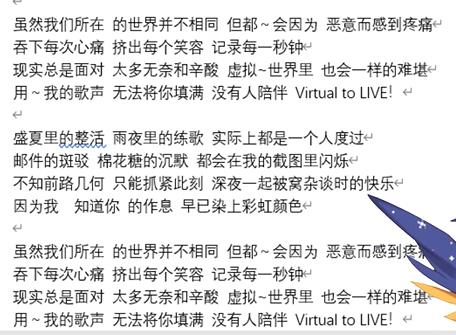 虽然我们所在 的世界并不相同 但都～会因为 恶意而感到疼痛
吞下每次心痛 挤出每个笑容 记录每一秒钟
现实总是面对 太多无奈和辛酸 虚拟~世界里 也会一样的难堪
用～我的歌声 无法将你填满 没有人陪伴 Virtual to LIVE！
盛夏里的整活 雨夜里的练歌 实际上都是一个人度过
邮件的斑驳 棉花糖的沉默 都会在我的截图里闪烁
不知前路几何 只能抓紧此刻 深夜一起被窝杂谈时的快乐
因为我 知道你 的作息 早已染上彩虹颜色
虽然我们所在 的世界并不相同 但都～会因为 恶意而感到疼
吞下每次心痛 挤出每个笑容 记录每一秒钟
现实总是面对 太多无奈和辛酸 虚拟~世界里 也会一样的难堪
用～我的歌声 无法将你填满 没有人陪伴 Virtual to LIVE！